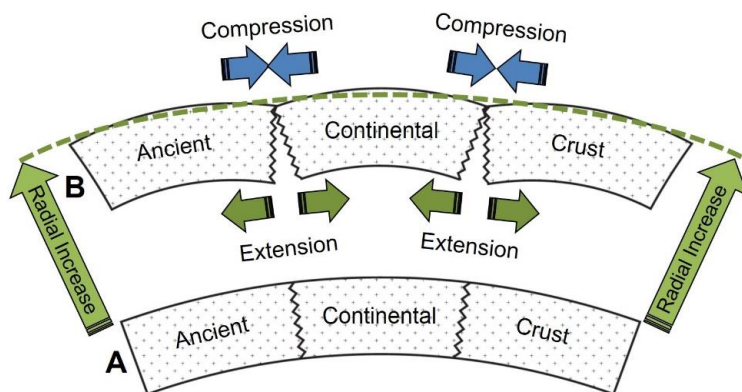 Compression
Compression
Ancient
Continental
Crust
B
Radial Increase
Radial Increase
Extension
Extension
Ancient
Continental
Crust
A